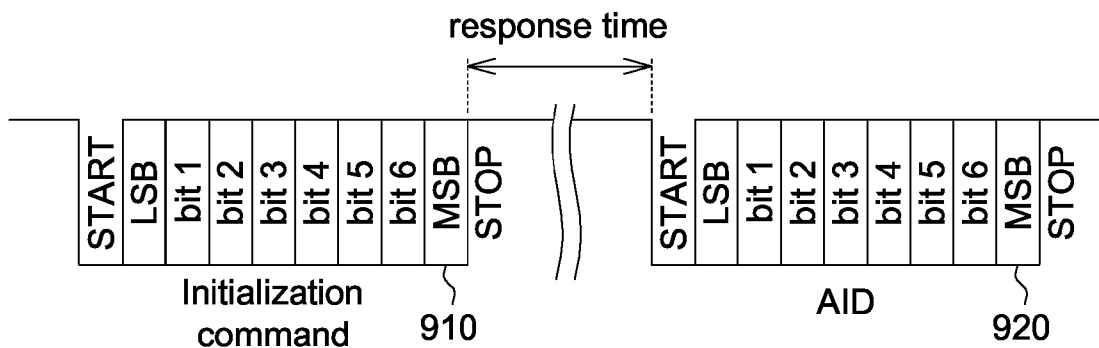 response time
START
LSB
bit 1
bit 2
bit 3
bit 4
bit 5
bit 6
MSB
STOP
START
LSB
bit 1
bit 2
bit 3
bit 4
bit 5
bit 6
MSB
STOP
Initialization
command
910
AID
920